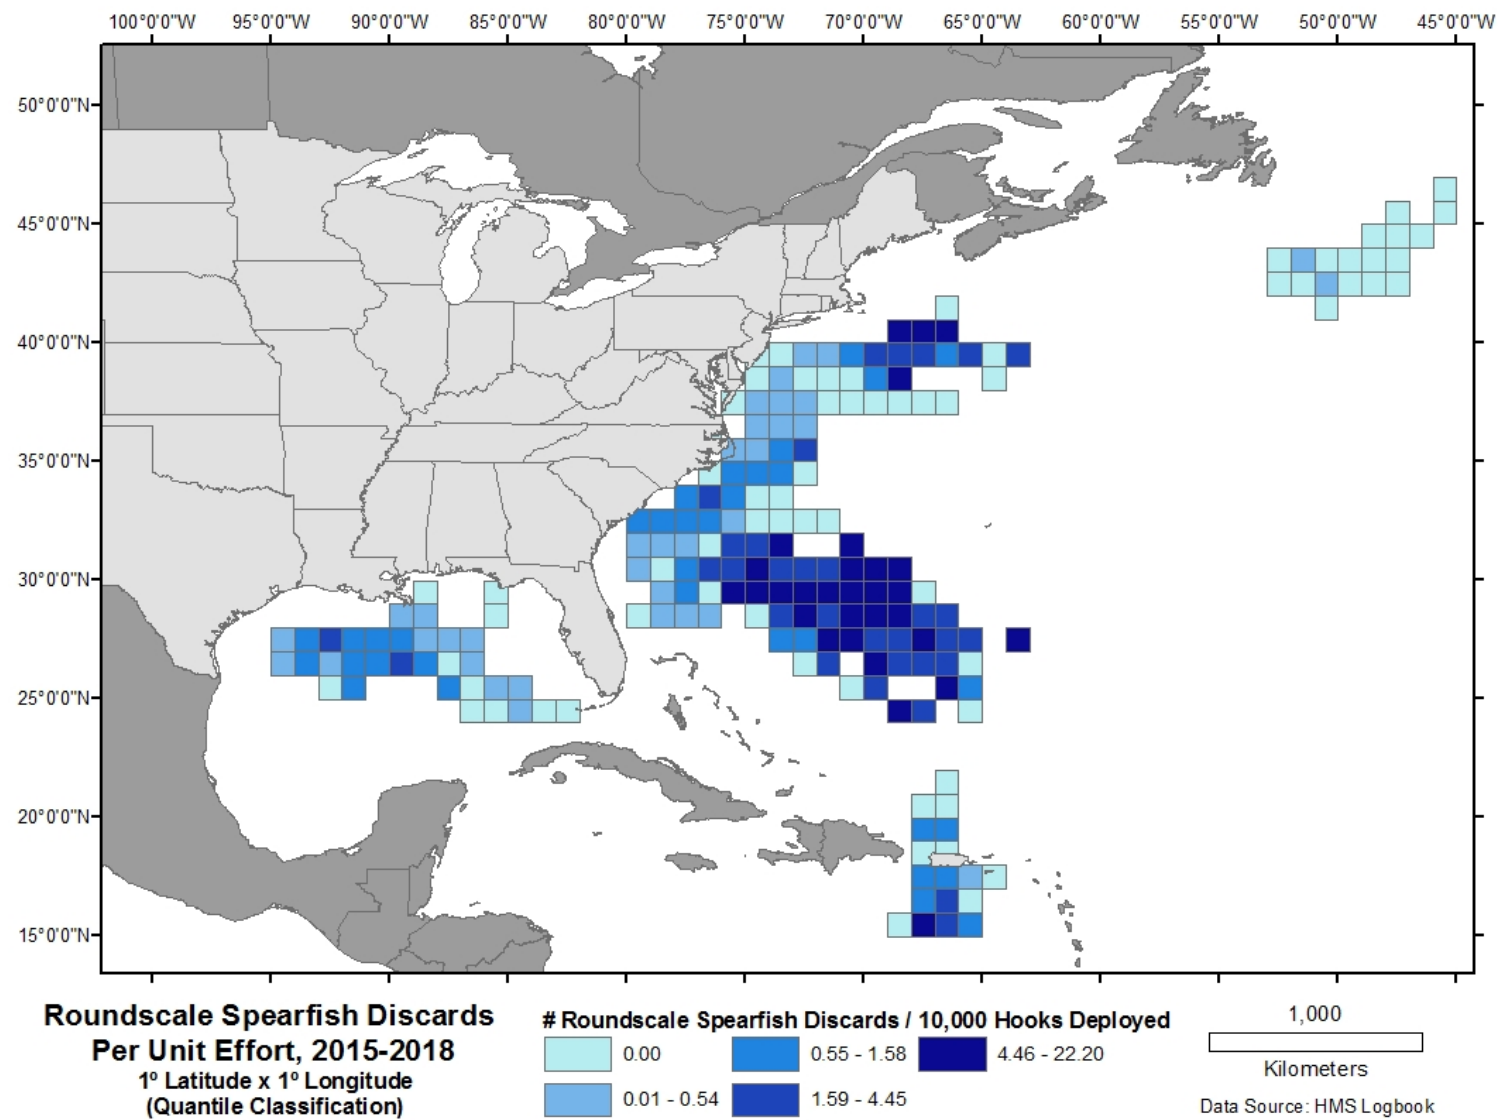 100°0'0"W 95°0'0"W 90°0'0"W 85°0'0"W 80°0'0"W 75°0'0"W 70°0'0"W 65°0'0"W 60°0'0"W 55°0'0"W 50°0'0"W 45°0'0"W
50°0'0"N
45°0'0"N
40°0'0"N
35°0'0"N
30°0'0"N
25°0'0"N
20°0'0"N
15°0'0"N
Roundscale Spearfish Discards
Per Unit Effort, 2015-2018
1º Latitude x 1º Longitude
(Quantile Classification)
# Roundscale Spearfish Discards / 10,000 Hooks Deployed
0.00 0.55 - 1.58 4.46 - 22.20
0.01 - 0.54 1.59 - 4.45
1,000
Kilometers
Data Source: HMS Logbook